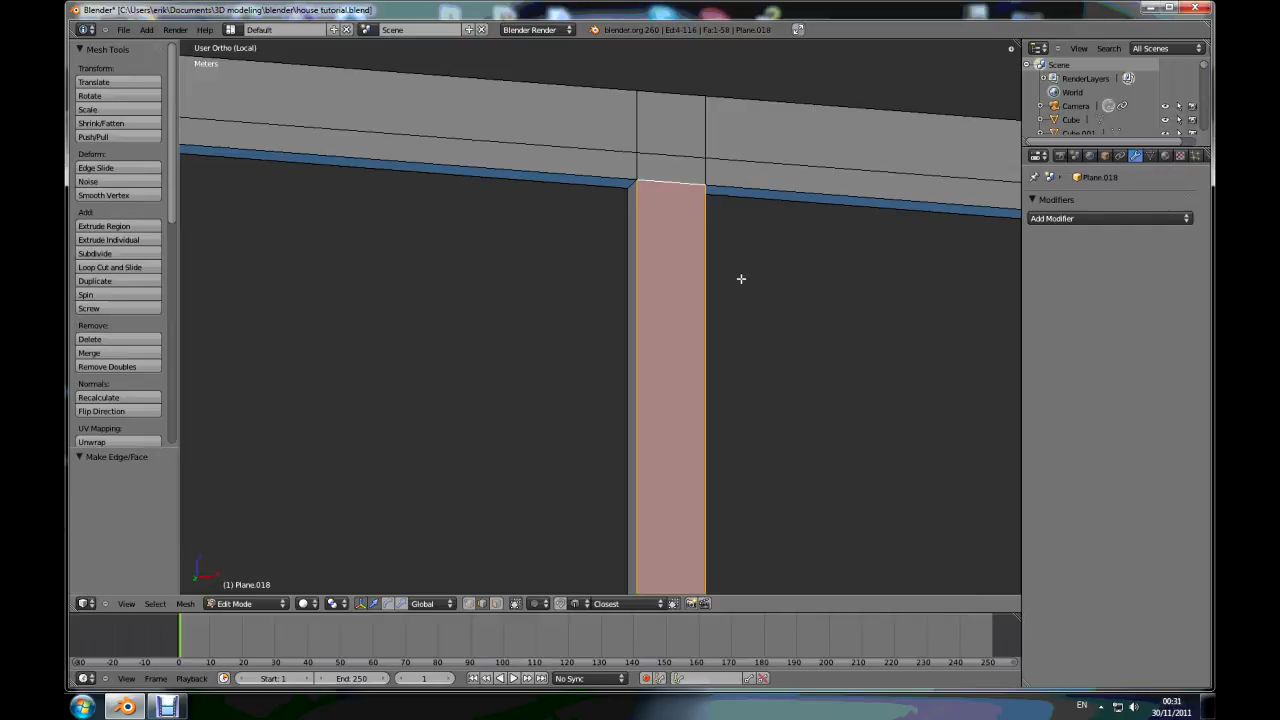 Blender* [C:\Users\erik\Documents\3D modeling\blender\house tutorial.blend]
File Add Render Help Default Scene Blender Render blender.org 260 | Ed:4-116 | Fa:1-58 | Plane.018
Mesh Tools
Transform:
Translate
Rotate
Scale
Shrink/Fatten
Push/Pull
Deform:
Edge Slide
Noise
Smooth Vertex
Add:
Extrude Region
Extrude Individual
Subdivide
Loop Cut and Slide
Duplicate
Spin
Screw
Remove:
Delete
Merge
Remove Doubles
Normals:
Recalculate
Flip Direction
UV Mapping:
Unwrap
Make Edge/Face
User Ortho (Local)
Meters
(1) Plane.018
View Search All Scenes
Scene
RenderLayers
World
Camera
Cube
Cube.001
Plane.018
Modifiers
Add Modifier
View Select Mesh Edit Mode Global Closest
-20 -10 0 10 20 30 40 50 60 70 80 90 100 110 120 130 140 150 160 170 180 190 200 210 220 230 240 250
View Frame Playback Start: 1 End: 250 1 No Sync
EN 00:31
30/11/2011